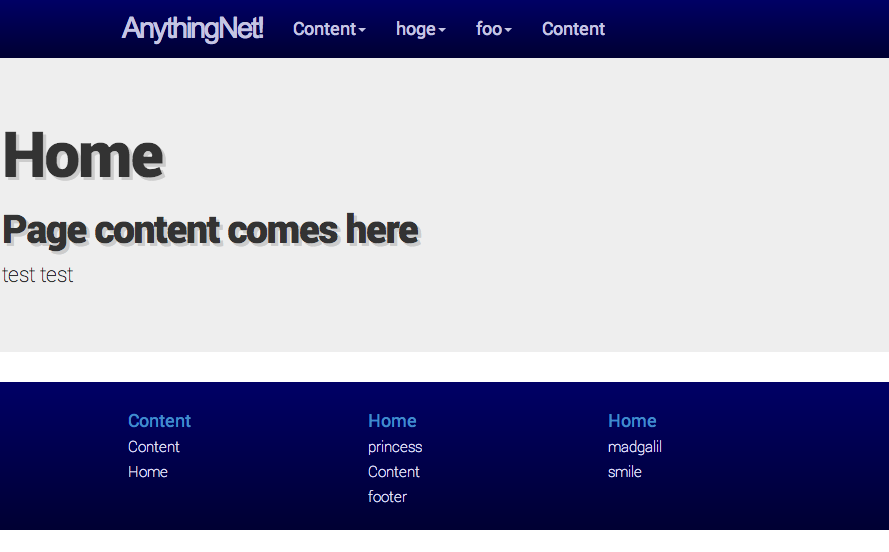 AnythingNet! Content hoge foo Content
Home
Page content comes here
test test
Content Home Home
Content princess madgalil
Home Content smile
footer